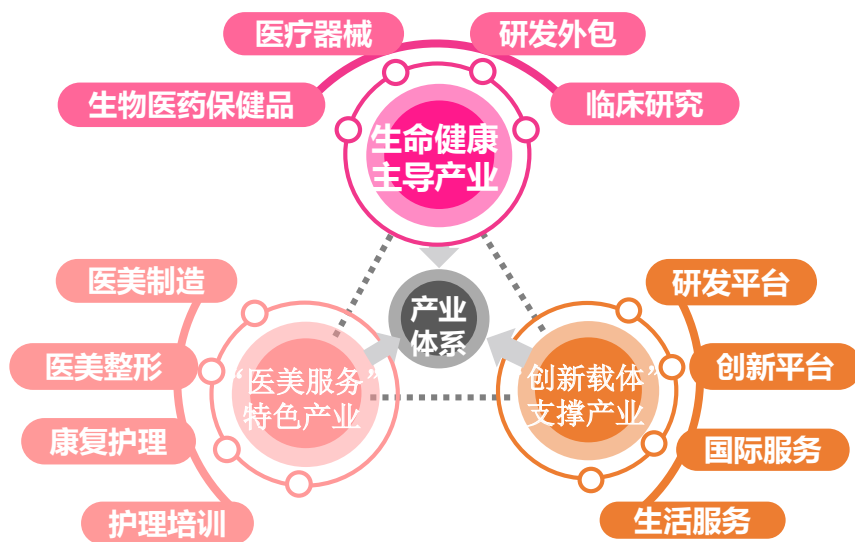 医疗器械
研发外包
生物医药保健品
临床研究
生命健康
主导产业
医美制造
研发平台
产业
体系
医美整形
“医美服务”
特色产业
“创新载体”
支撑产业
创新平台
康复护理
国际服务
护理培训
生活服务